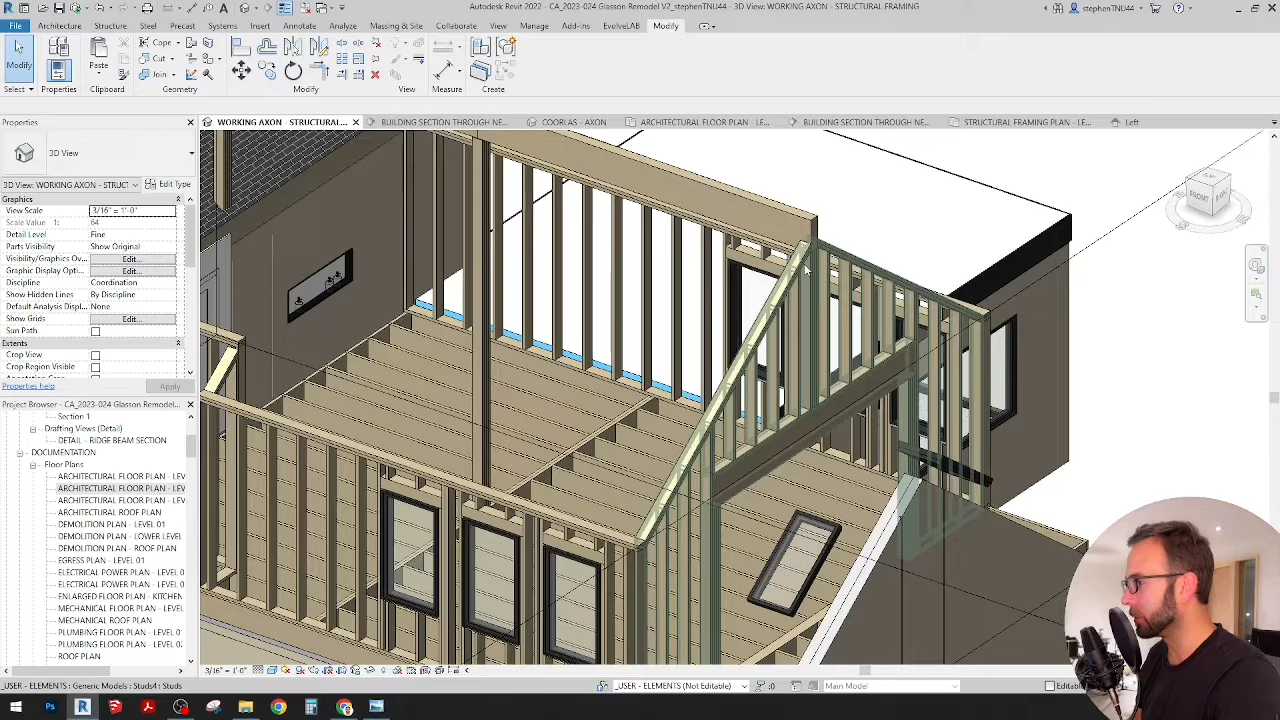 Autodesk Revit 2022 - CA_2023-024 Glasson Remodel V2_stephenTNU44 - 3D View: WORKING AXON - STRUCTURAL FRAMING
stephenTNU44
File Architecture Structure Steel Precast Systems Insert Annotate Analyze Massing & Site Collaborate View Manage Add-Ins EvolveLAB Modify
Modify
Paste
Cope
Cut
Join
Select Properties Clipboard Geometry Modify View Measure Create
Properties
WORKING AXON - STRUCTURAL...
BUILDING SECTION THROUGH NE...
COORLAS - AXON
ARCHITECTURAL FLOOR PLAN - LE...
BUILDING SECTION THROUGH NE...
STRUCTURAL FRAMING PLAN - LE...
Left
3D View
3D View: WORKING AXON - STRUCT
Edit Type
Graphics
View Scale 3/16" = 1'-0"
Scale Value 1: 64
Detail Level Fine
Parts Visibility Show Original
Visibility/Graphics Ov... Edit...
Graphic Display Opti... Edit...
Discipline Coordination
Show Hidden Lines By Discipline
Default Analysis Displ... None
Show Grids Edit...
Sun Path
Extents
Crop View
Crop Region Visible
Properties help
Apply
FRONT
Project Browser - CA_2023-024 Glasson Remodel...
Section 1
Drafting Views (Detail)
DETAIL - RIDGE BEAM SECTION
DOCUMENTATION
Floor Plans
ARCHITECTURAL FLOOR PLAN - LEV
ARCHITECTURAL FLOOR PLAN - LEV
ARCHITECTURAL FLOOR PLAN - LEV
ARCHITECTURAL ROOF PLAN
DEMOLITION PLAN - LEVEL 01
DEMOLITION PLAN - LOWER LEVEL
DEMOLITION PLAN - ROOF PLAN
EGRESS PLAN - LEVEL 01
ELECTRICAL POWER PLAN - LEVEL 0
ELECTRICAL POWER PLAN - LEVEL 0
ENLARGED FLOOR PLAN - KITCHEN
MECHANICAL FLOOR PLAN - LEVEL
MECHANICAL ROOF PLAN
PLUMBING FLOOR PLAN - LEVEL 0
PLUMBING FLOOR PLAN - LEVEL 0
ROOF PLAN
3/16" = 1'-0"
_USER - ELEMENTS : Generic Models : Studs4 : Studs
_USER - ELEMENTS (Not Editable)
:0
Main Model